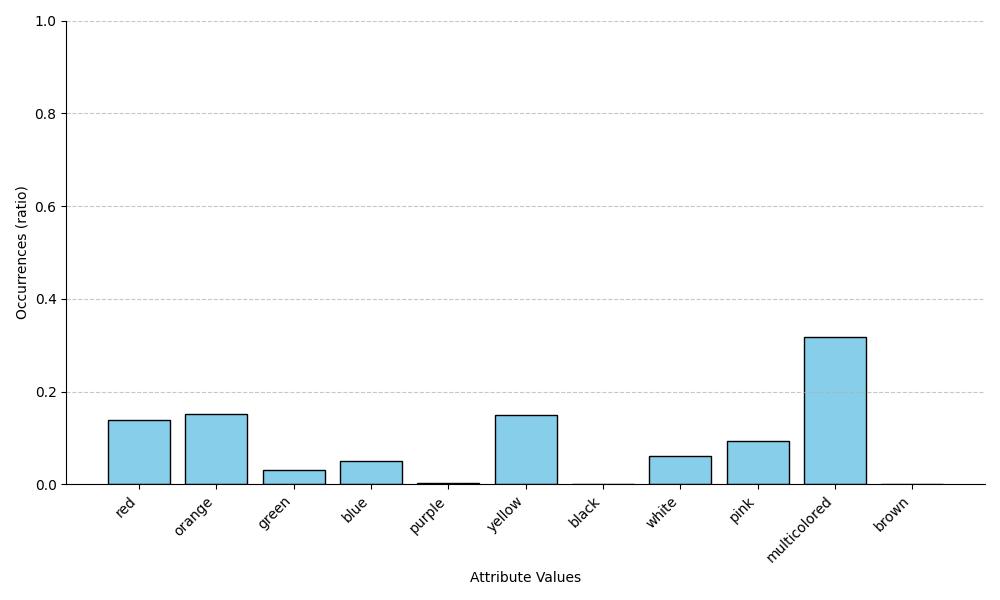 1.0
0.8
0.6
0.4
0.2
0.0
Occurrences (ratio)
red
orange
green
blue
purple
yellow
black
white
pink
multicolored
brown
Attribute Values